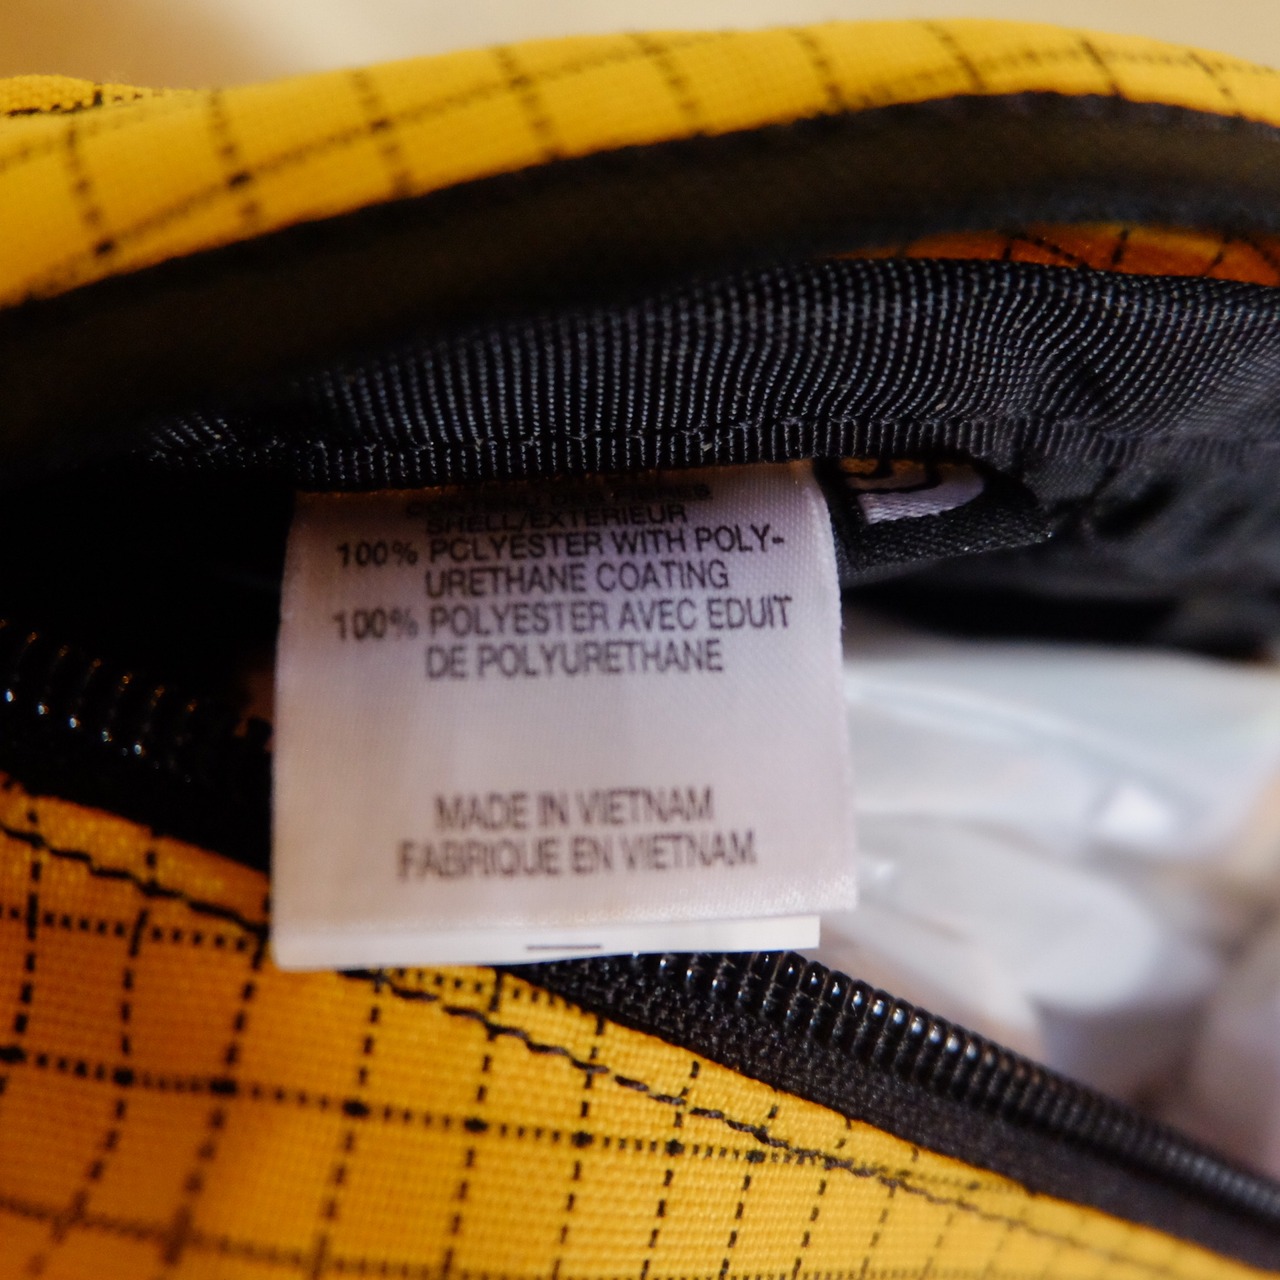 SHELL/EXTERIEUR
100% POLYESTER WITH POLY-
URETHANE COATING
100% POLYESTER AVEC EDUIT
DE POLYURETHANE
MADE IN VIETNAM
FABRIQUE EN VIETNAM